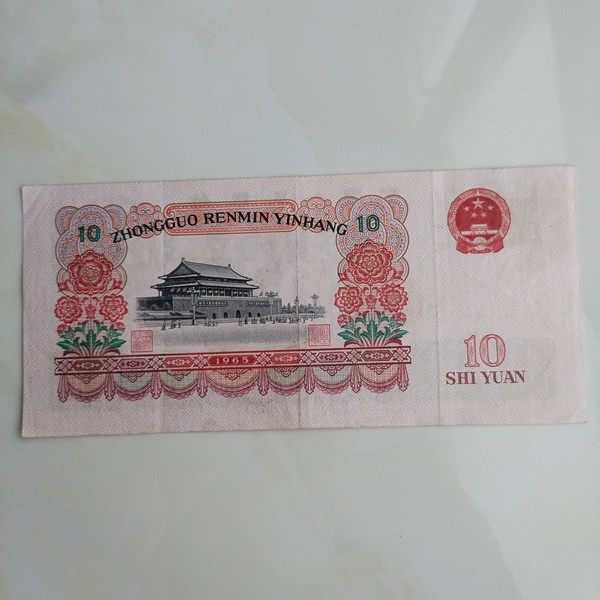 10 ZHONGGUO RENMIN YINHANG 10
1965
10
SHI YUAN